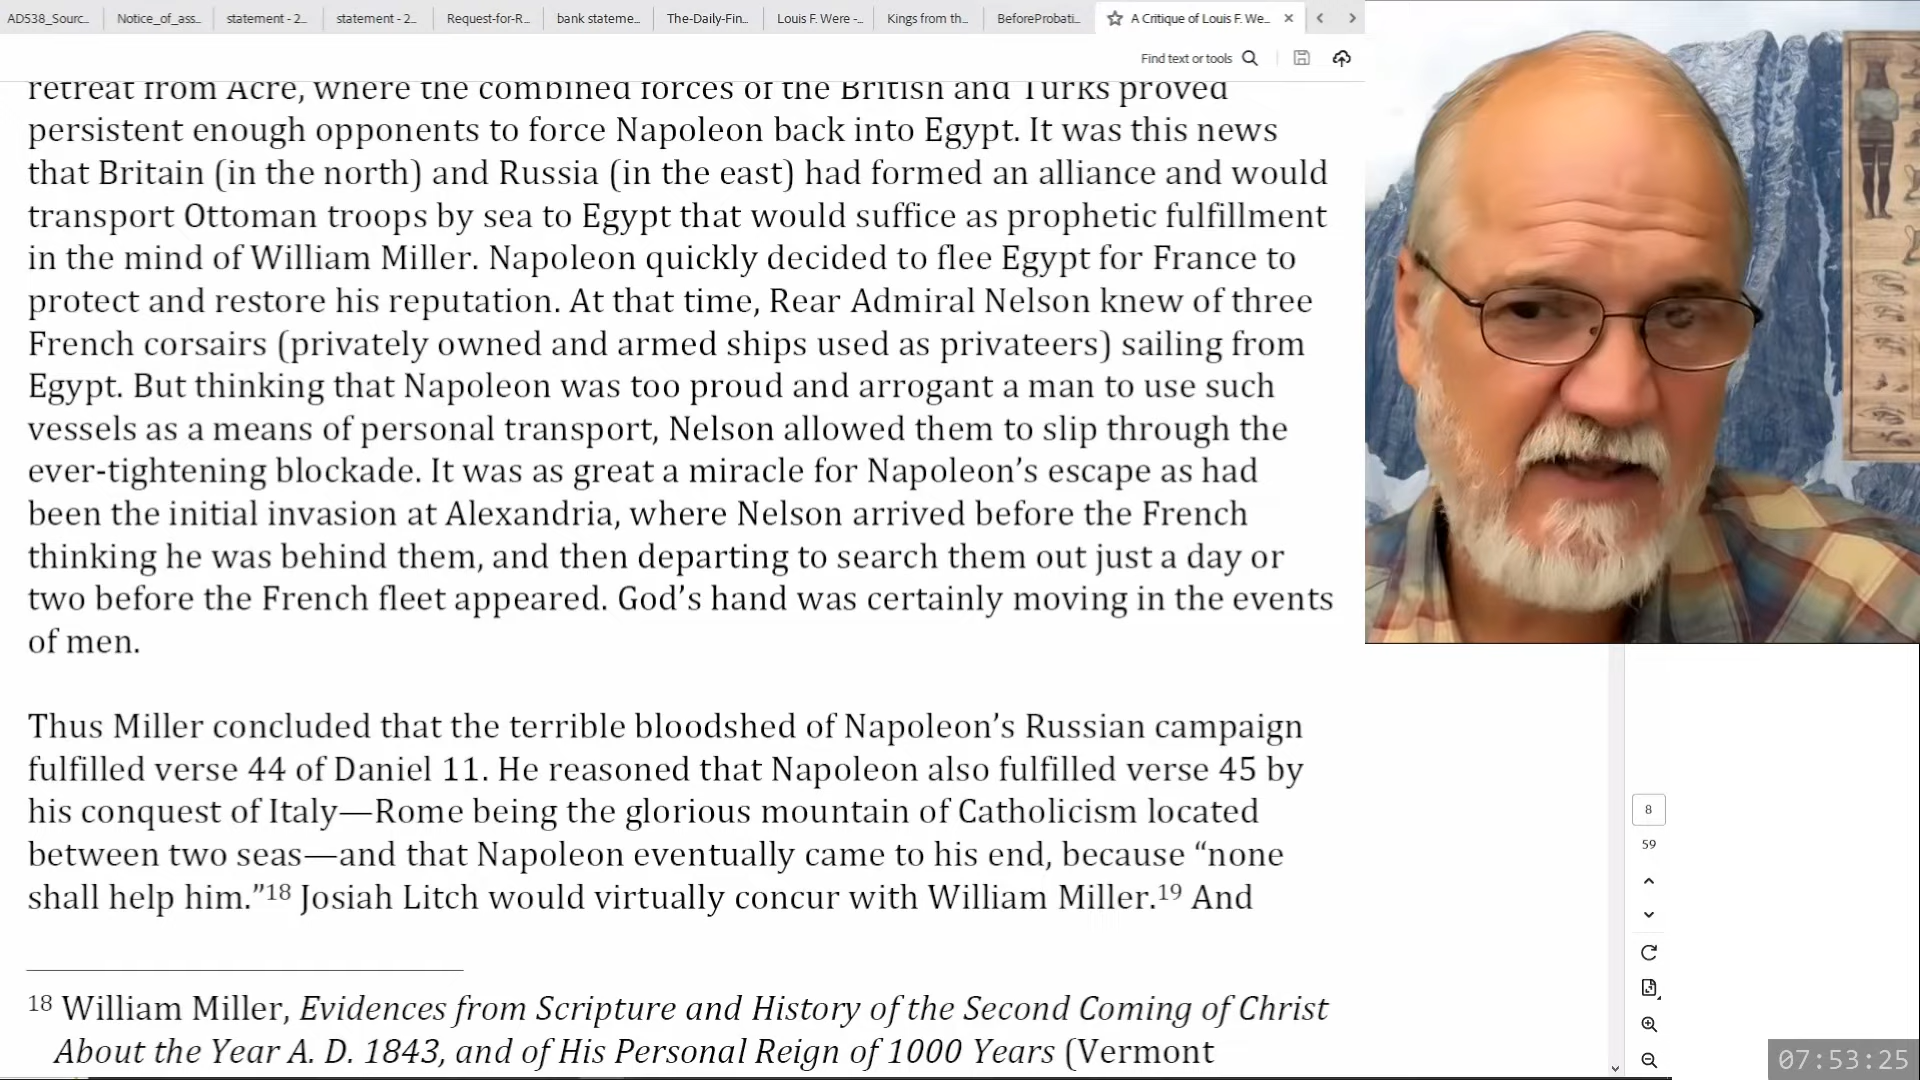 ADS38_Sourc...
Notice_of_ass...
statement - 2...
statement - 2...
Request-for-R...
bank stateme...
The-Daily-Fin...
Louis F. Were -...
Kings from th...
BeforeProbati...
A Critique of Louis F. We...
Find text or tools
retreat from Acre, where the combined forces of the British and Turks proved
persistent enough opponents to force Napoleon back into Egypt. It was this news
that Britain (in the north) and Russia (in the east) had formed an alliance and would
transport Ottoman troops by sea to Egypt that would suffice as prophetic fulfillment
in the mind of William Miller. Napoleon quickly decided to flee Egypt for France to
protect and restore his reputation. At that time, Rear Admiral Nelson knew of three
French corsairs (privately owned and armed ships used as privateers) sailing from
Egypt. But thinking that Napoleon was too proud and arrogant a man to use such
vessels as a means of personal transport, Nelson allowed them to slip through the
ever-tightening blockade. It was as great a miracle for Napoleon’s escape as had
been the initial invasion at Alexandria, where Nelson arrived before the French
thinking he was behind them, and then departing to search them out just a day or
two before the French fleet appeared. God’s hand was certainly moving in the events
of men.
Thus Miller concluded that the terrible bloodshed of Napoleon’s Russian campaign
fulfilled verse 44 of Daniel 11. He reasoned that Napoleon also fulfilled verse 45 by
his conquest of Italy—Rome being the glorious mountain of Catholicism located
between two seas—and that Napoleon eventually came to his end, because “none
shall help him.”18 Josiah Litch would virtually concur with William Miller.19 And
18 William Miller, Evidences from Scripture and History of the Second Coming of Christ
About the Year A. D. 1843, and of His Personal Reign of 1000 Years (Vermont
8
59
07:53:25